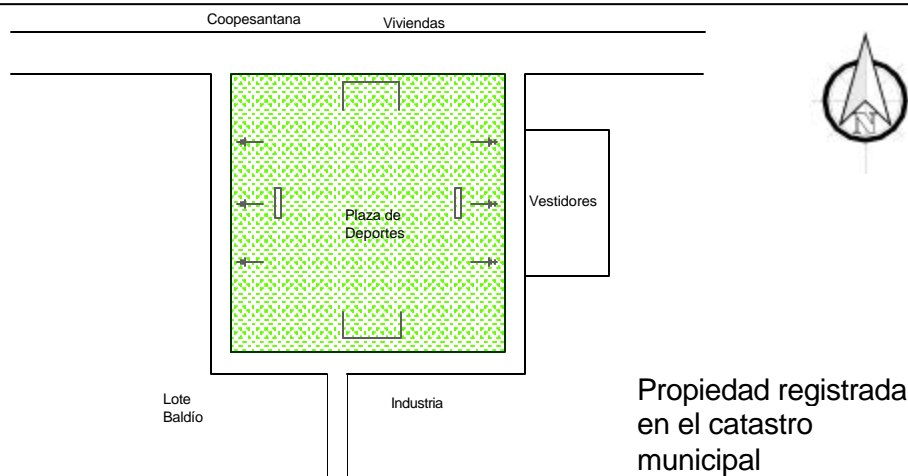 Coopesantana
Viviendas
N
Vestidores
Plaza de
Deportes
Lote
Baldío
Industria
Propiedad registrada
en el catastro
municipal